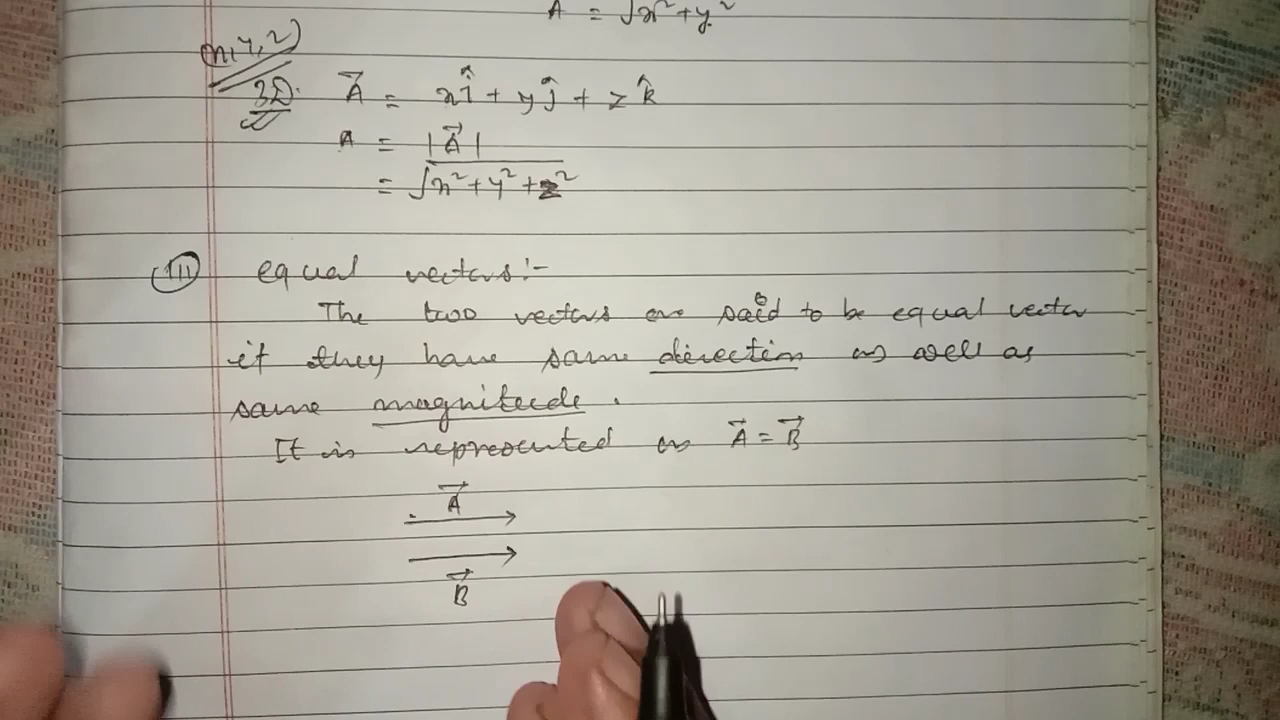 A = √x²+y²
(x,y,z)
3D. A⃗ = xî + yĵ + zk̂
A = |A⃗|
= √x²+y²+z²
(III) equal vectors:-
The two vectors are said to be equal vector
if they have same direction as well as
same magnitude.
It is represented as A⃗ = B⃗
A⃗
B⃗